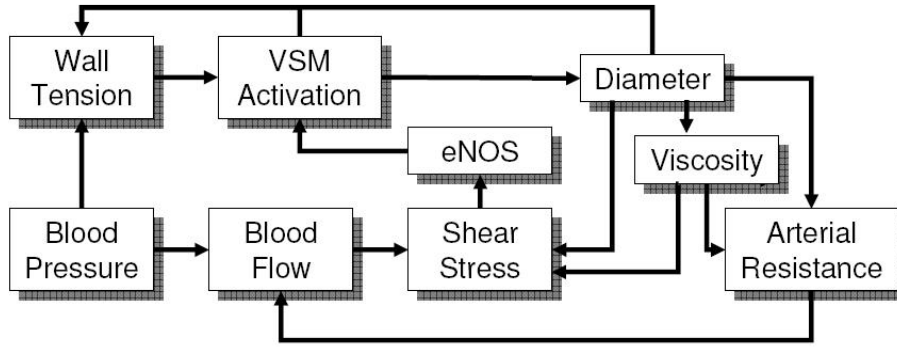 Wall
Tension
VSM
Activation
Diameter
eNOS
Viscosity
Blood
Pressure
Blood
Flow
Shear
Stress
Arterial
Resistance